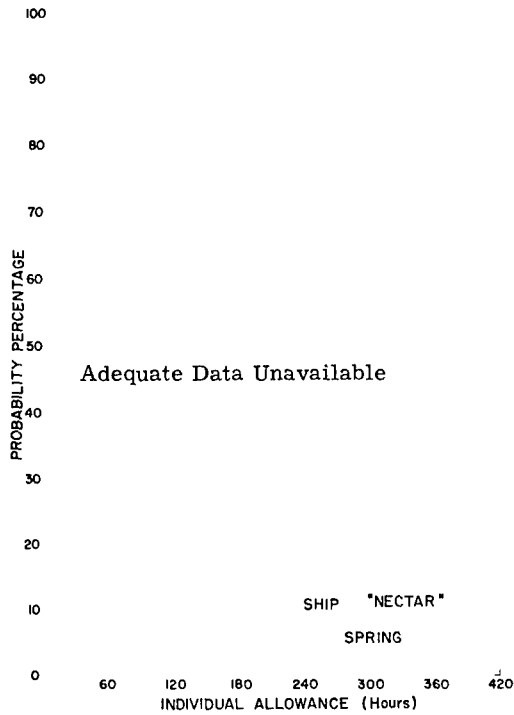 100
90
80
70
60
50
40
30
20
10
0
PROBABILITY PERCENTAGE
Adequate Data Unavailable
SHIP "NECTAR"
SPRING
60 120 180 240 300 360 420
INDIVIDUAL ALLOWANCE (Hours)